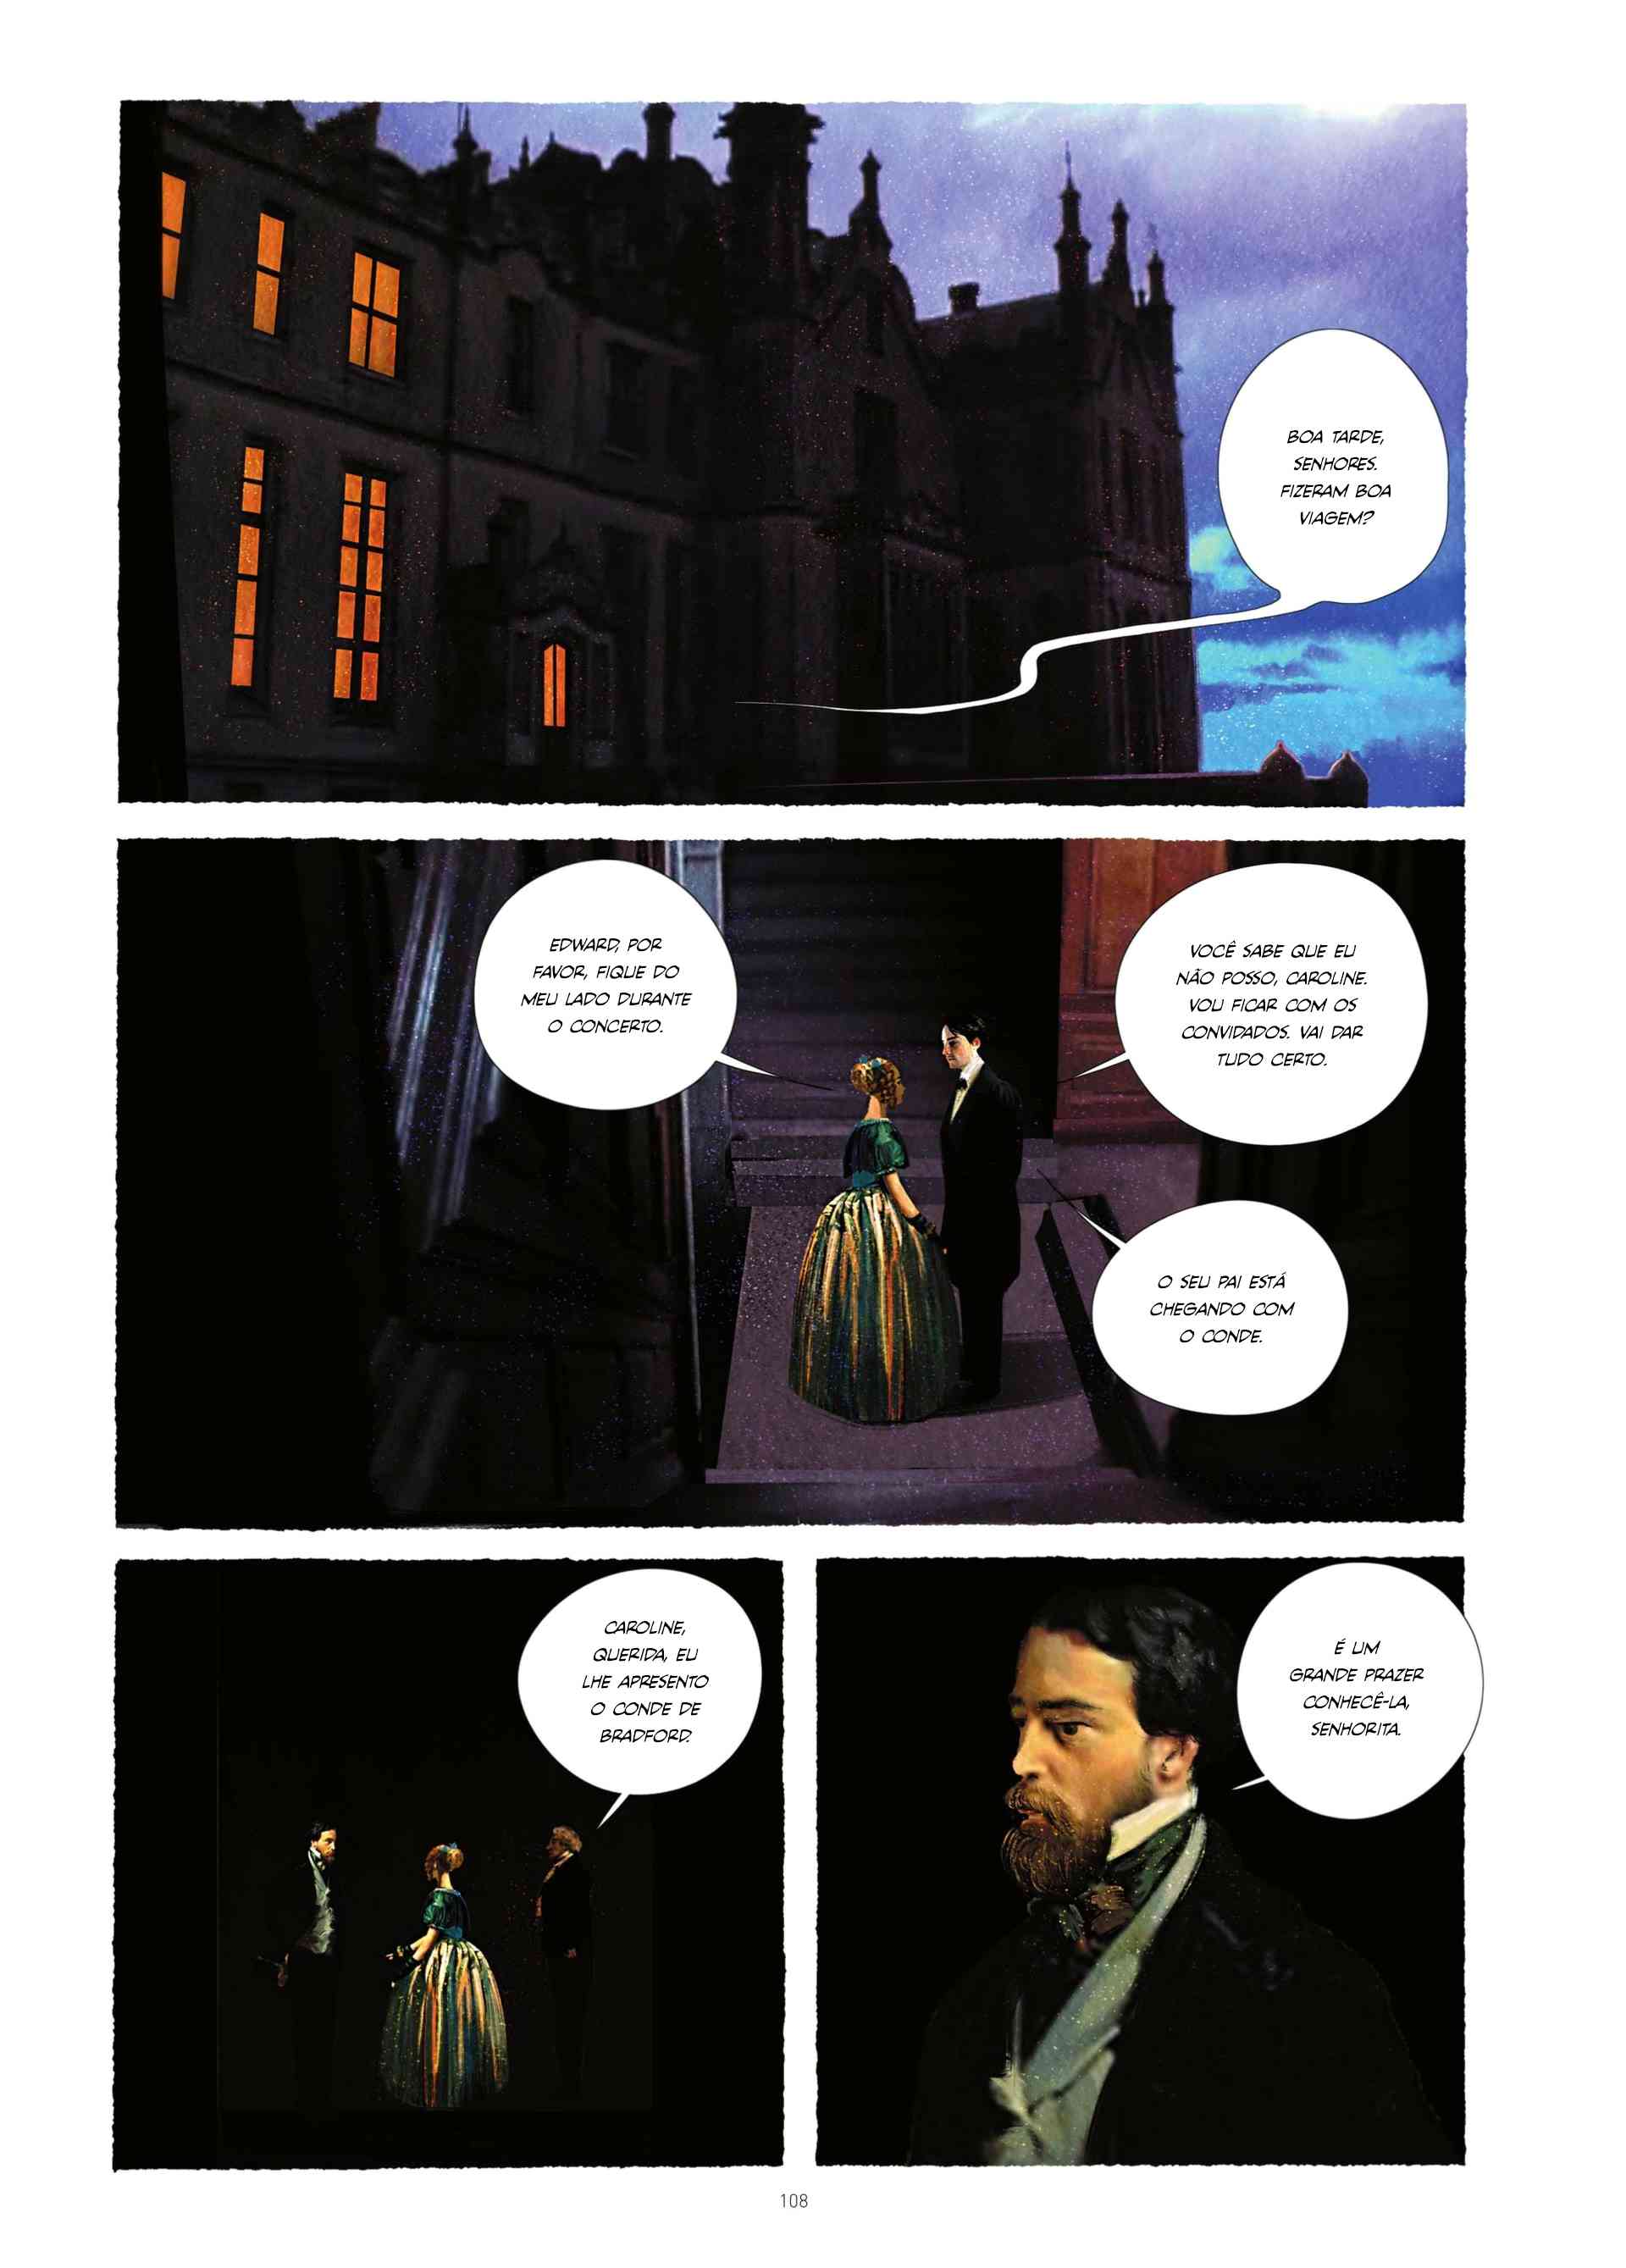 BOA TARDE,
SENHORES.
FIZERAM BOA
VIAGEM?
EDWARD, POR
FAVOR, FIQUE DO
MEU LADO DURANTE
O CONCERTO.
VOCÊ SABE QUE EU
NÃO POSSO, CAROLINE.
VOU FICAR COM OS
CONVIDADOS. VAI DAR
TUDO CERTO.
O SEU PAI ESTÁ
CHEGANDO COM
O CONDE.
CAROLINE,
QUERIDA, EU
LHE APRESENTO
O CONDE DE
BRADFORD.
É UM
GRANDE PRAZER
CONHECÊ-LA,
SENHORITA.
108